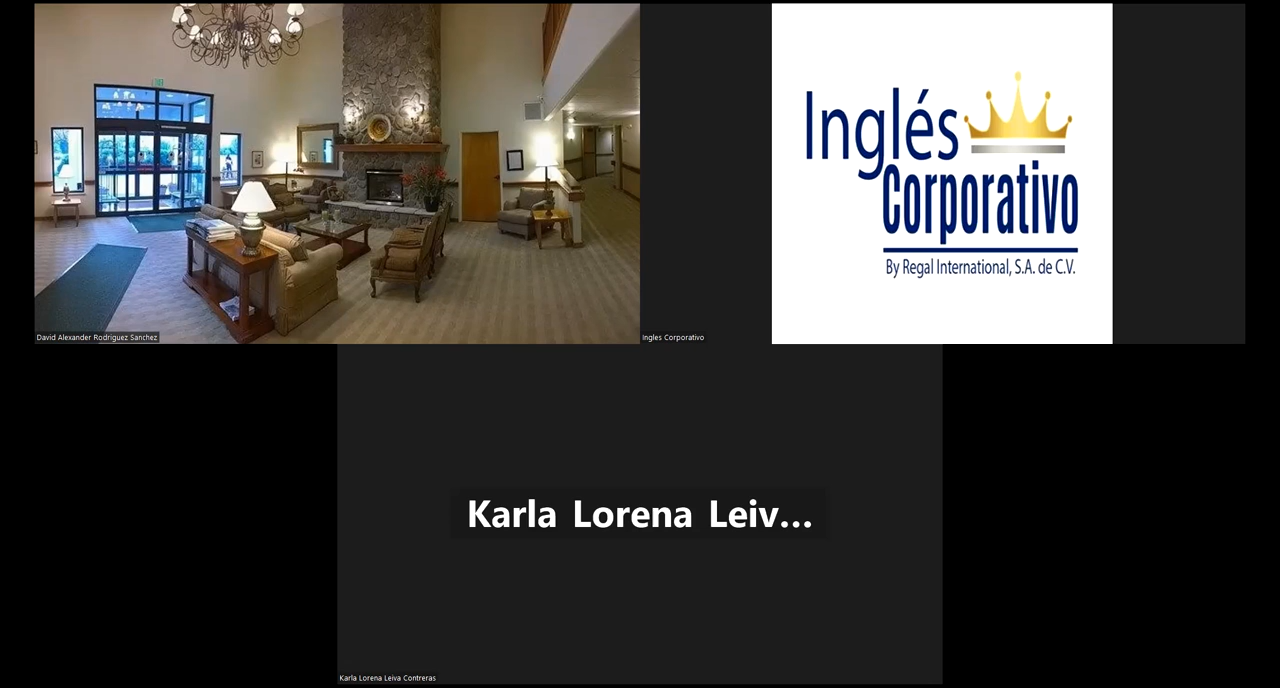 David Alexander Rodriguez Sanchez
Inglés
Corporativo
By Regal International, S.A. de C.V.
Ingles Corporativo
Karla Lorena Leiv...
Karla Lorena Leiva Contreras